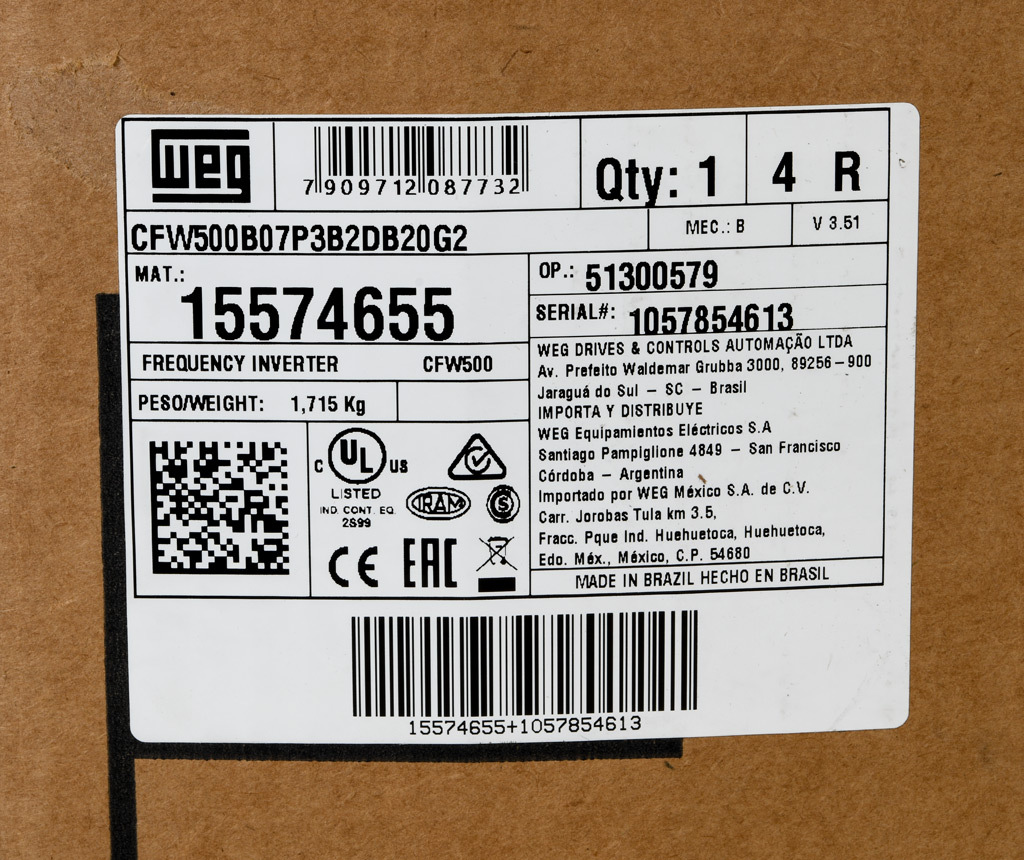 weg
7 909712 087732
Qty: 1
4 R
CFW500B07P3B2DB20G2
MEC.: B
V 3.51
MAT.:
15574655
OP.: 51300579
SERIAL#: 1057854613
FREQUENCY INVERTER CFW500
PESO/WEIGHT: 1,715 Kg
WEG DRIVES & CONTROLS AUTOMAÇÃO LTDA
Av. Prefeito Waldemar Grubba 3000, 89256-900
Jaraguá do Sul - SC - Brasil
IMPORTA Y DISTRIBUYE
WEG Equipamientos Eléctricos S.A
Santiago Pampiglione 4849 - San Francisco
Córdoba - Argentina
Importado por WEG México S.A. de C.V.
Carr. Jorobas Tula km 3.5,
Fracc. Pque Ind. Huehuetoca, Huehuetoca,
Edo. Méx., México, C.P. 54680
MADE IN BRAZIL HECHO EN BRASIL
C UL US
LISTED
IND. CONT. EQ.
2S99
IRAM
S
CE EAC
15574655+1057854613